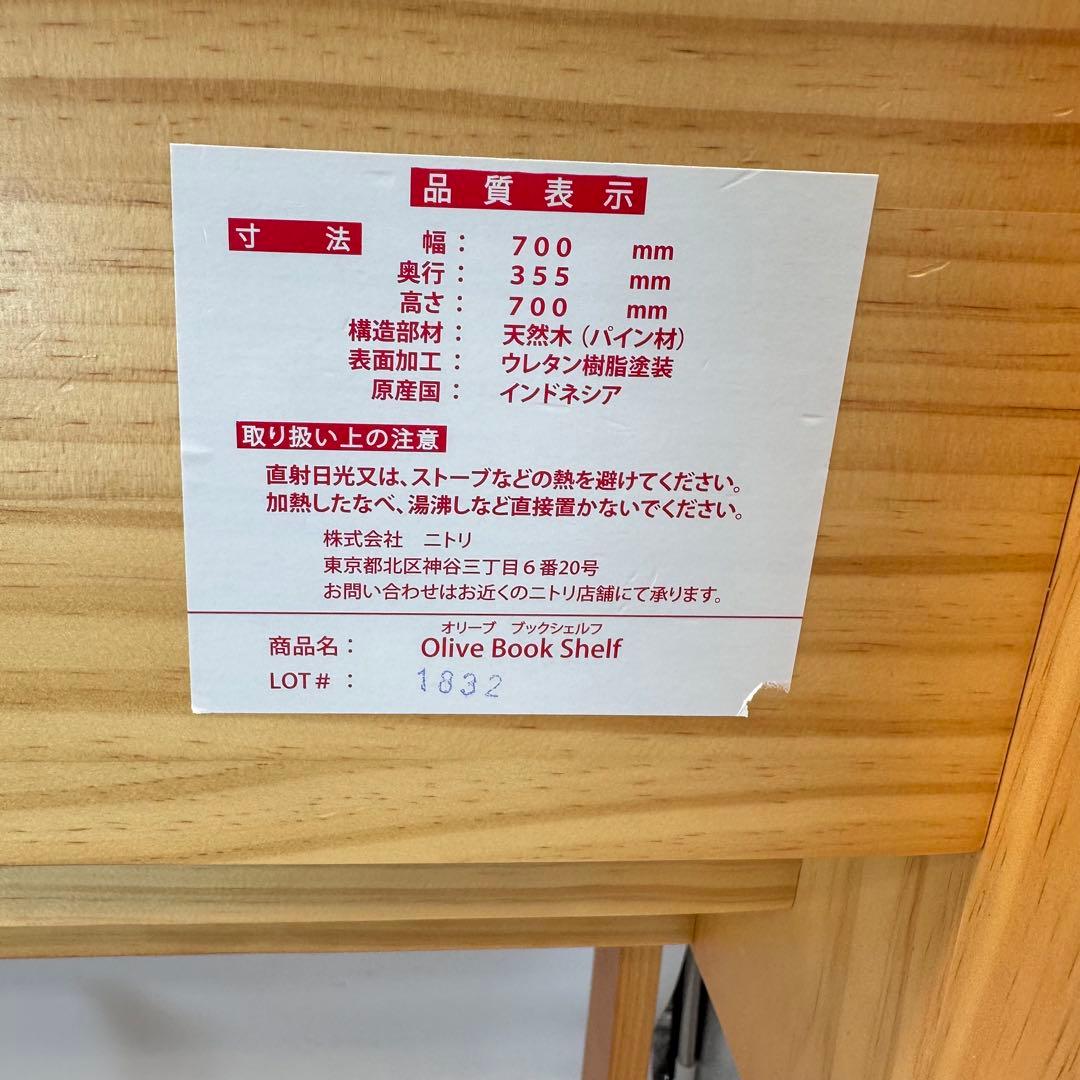 品質表示
寸法 幅： 700 mm
奥行： 355 mm
高さ： 700 mm
構造部材： 天然木（パイン材）
表面加工： ウレタン樹脂塗装
原産国： インドネシア
取り扱い上の注意
直射日光又は、ストーブなどの熱を避けてください。
加熱したなべ、湯沸しなど直接置かないでください。
株式会社 ニトリ
東京都北区神谷三丁目6番20号
お問い合わせはお近くのニトリ店舗にて承ります。
オリーブ ブックシェルフ
商品名： Olive Book Shelf
LOT#： 1832